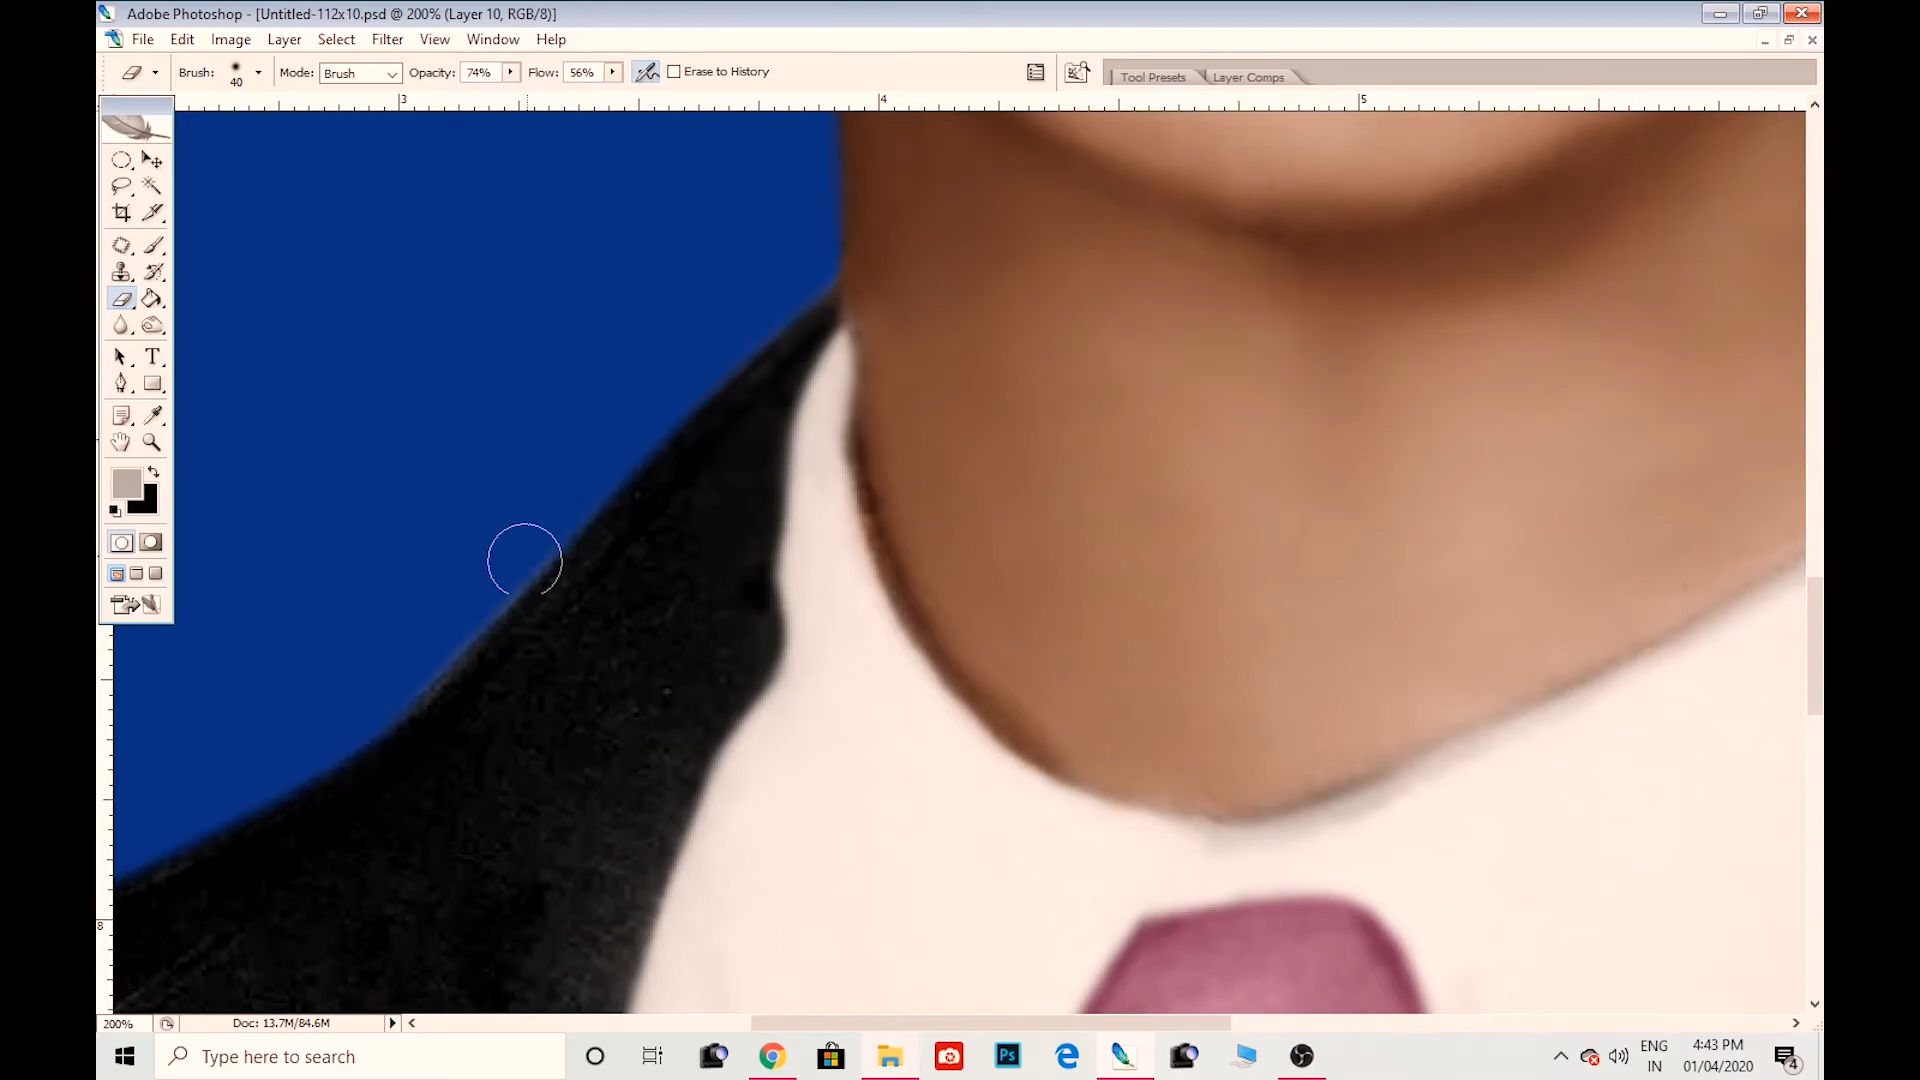 Adobe Photoshop - [Untitled-112x10.psd @ 200% (Layer 10, RGB/8)]
File Edit Image Layer Select Filter View Window Help
Brush: 40 Mode: Brush Opacity: 74% Flow: 56% Erase to History Tool Presets Layer Comps
3 4 5
T
8
200% Doc: 13.7M/84.6M
Type here to search Ps ENG IN 4:43 PM 01/04/2020 4